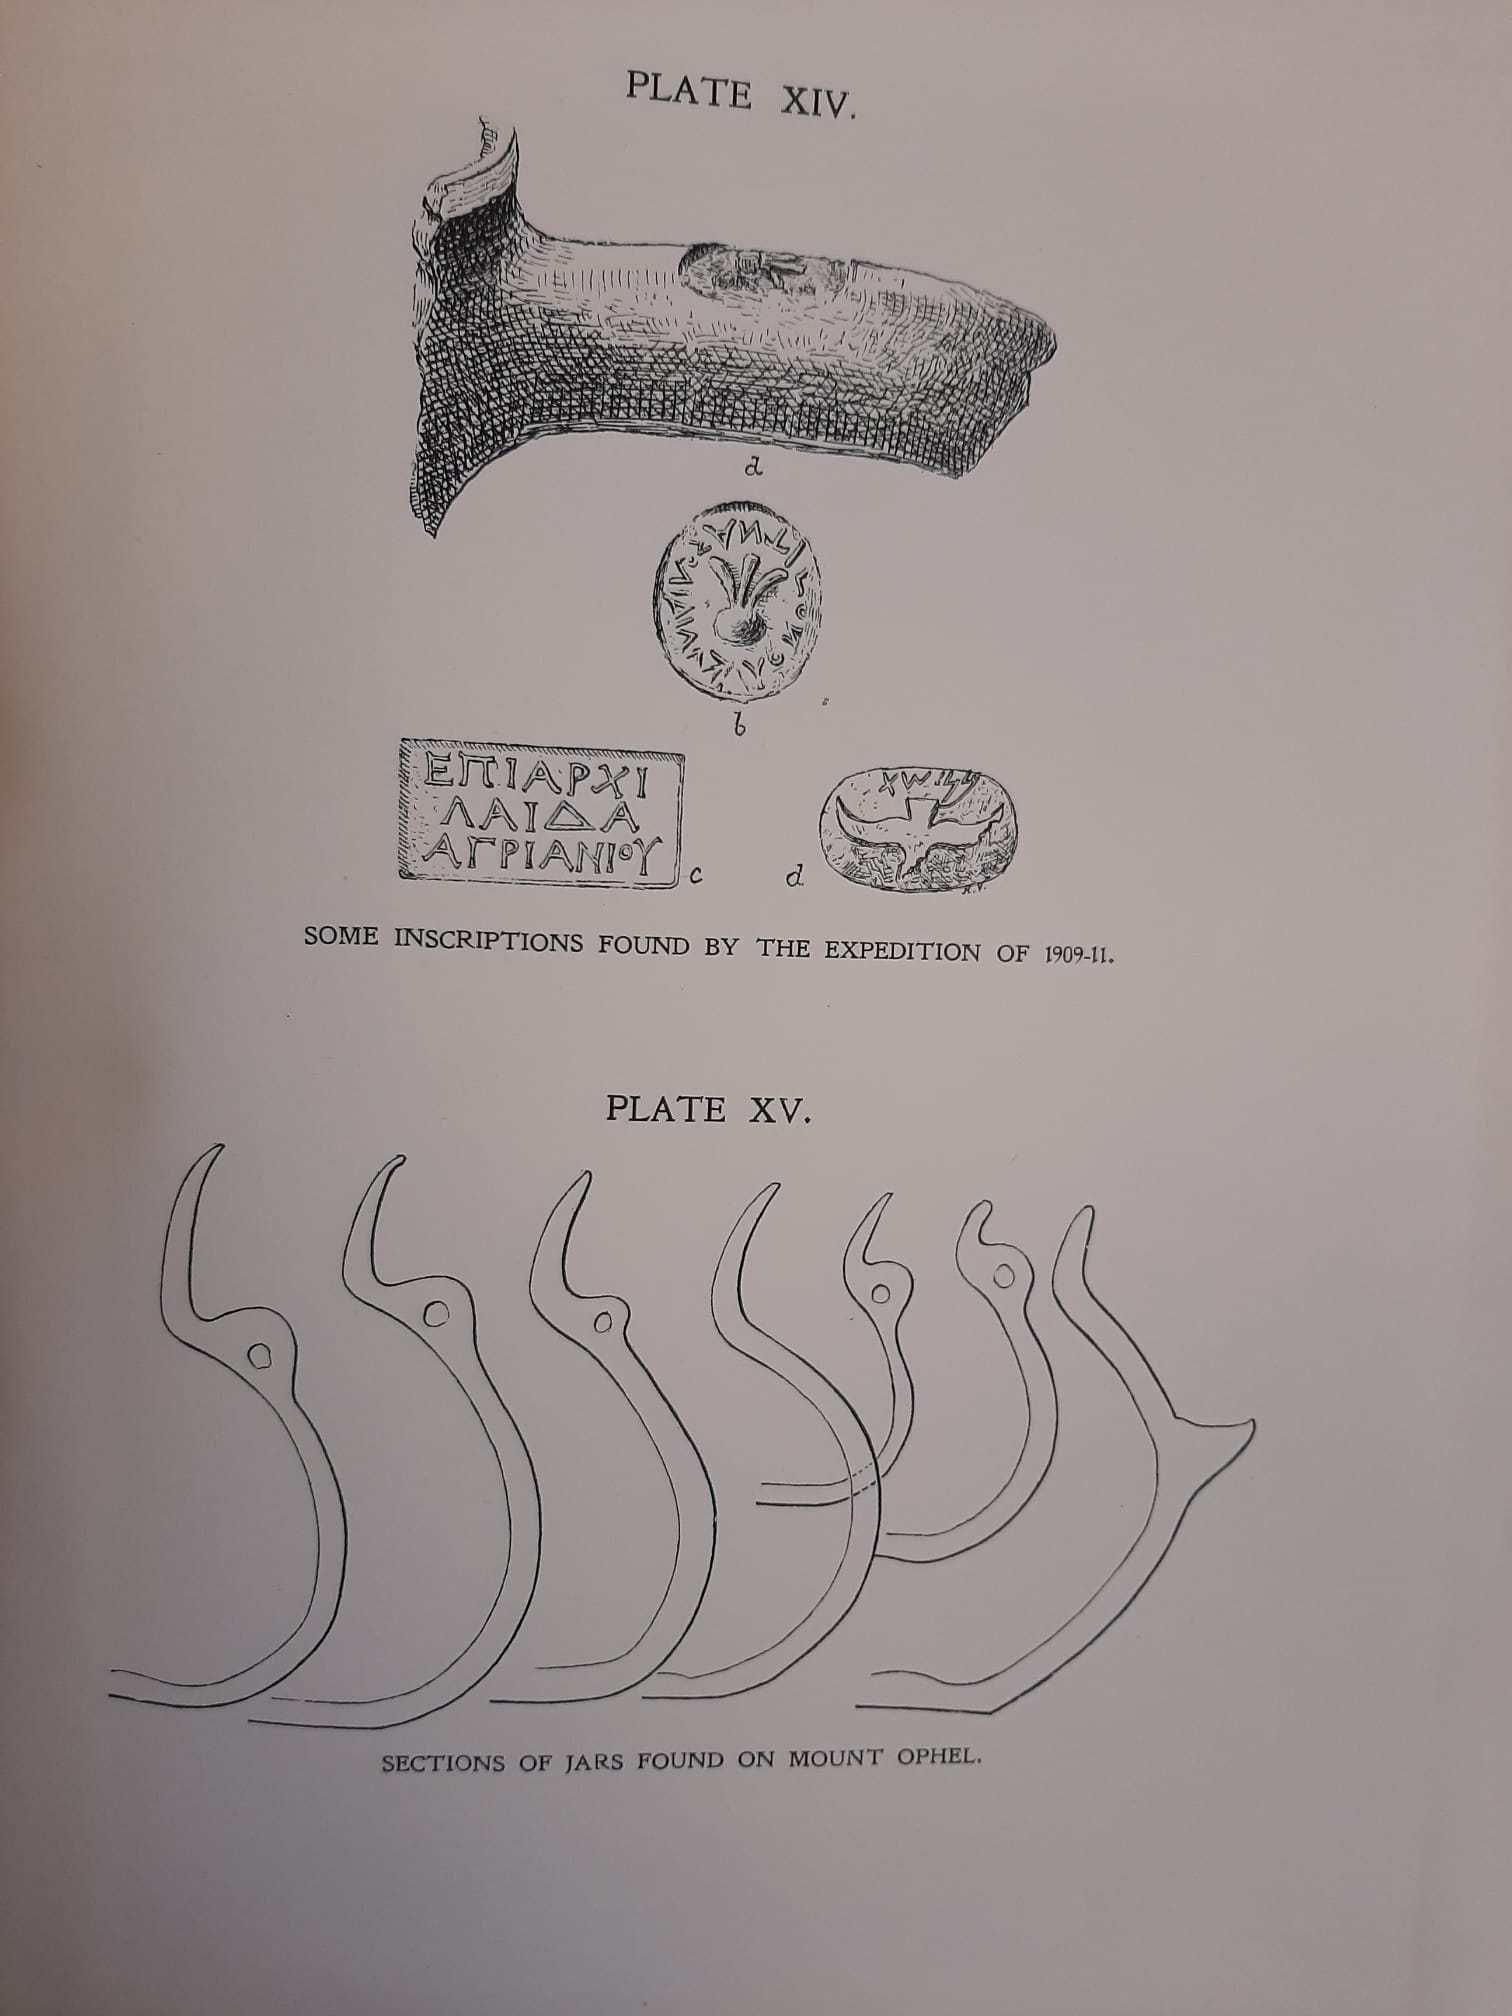 PLATE XIV.
a
b
ΕΠΙΑΡΧΙ
ΛΑΙΔΑ
ΑΓΡΙΑΝΙΟΥ
c
d
SOME INSCRIPTIONS FOUND BY THE EXPEDITION OF 1909-11.
PLATE XV.
SECTIONS OF JARS FOUND ON MOUNT OPHEL.